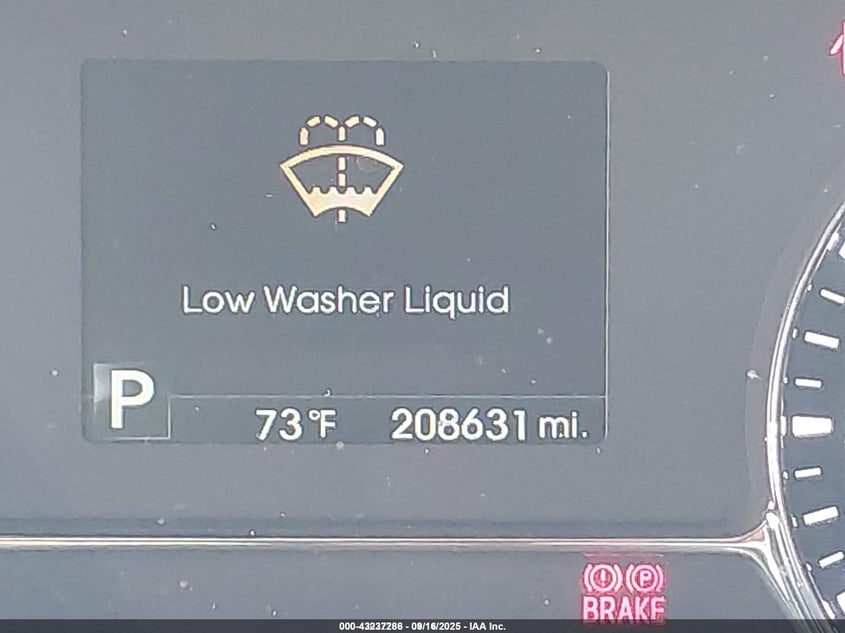 Low Washer Liquid
P 73°F 208631 mi.
(!) (P)
BRAKE
000-43237286 - 09/16/2025 - IAA Inc.